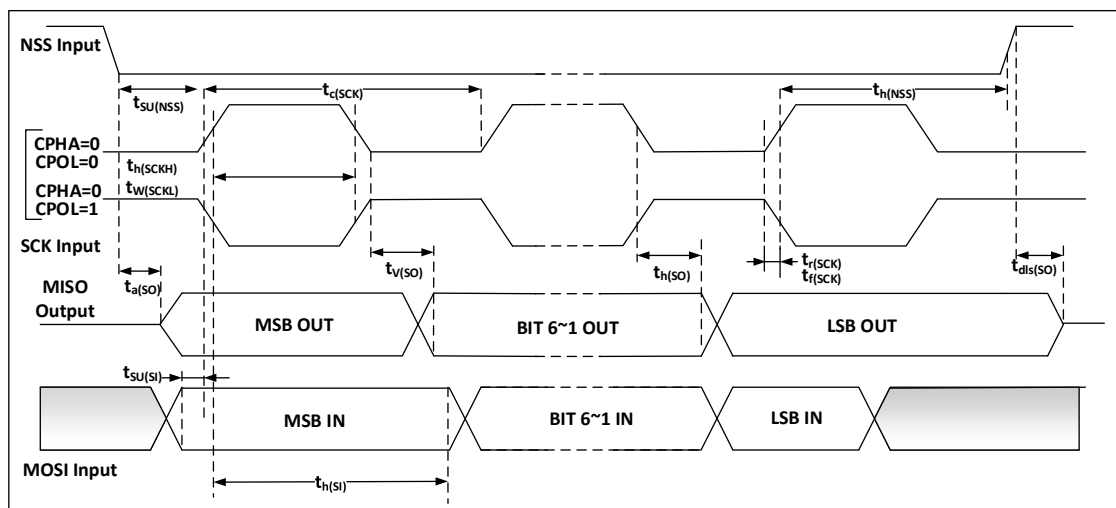 NSS Input
tSU(NSS)
tc(SCK)
th(NSS)
CPHA=0
CPOL=0
th(SCKH)
tW(SCKL)
CPHA=0
CPOL=1
SCK Input
ta(SO)
tV(SO)
th(SO)
tr(SCK)
tf(SCK)
tdis(SO)
MISO
Output
MSB OUT
BIT 6~1 OUT
LSB OUT
tSU(SI)
MSB IN
BIT 6~1 IN
LSB IN
MOSI Input
th(SI)